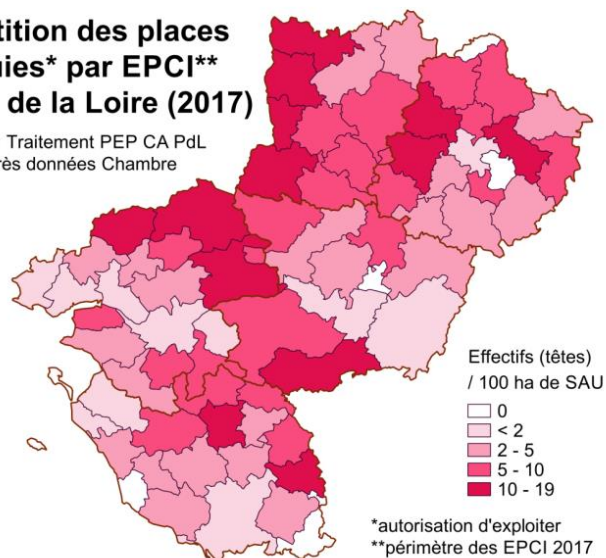 tition des places
uies* par EPCI**
de la Loire (2017)
Traitement PEP CA PdL
rès données Chambre
Effectifs (têtes)
/ 100 ha de SAU
0
< 2
2 - 5
5 - 10
10 - 19
*autorisation d'exploiter
**périmètre des EPCI 2017